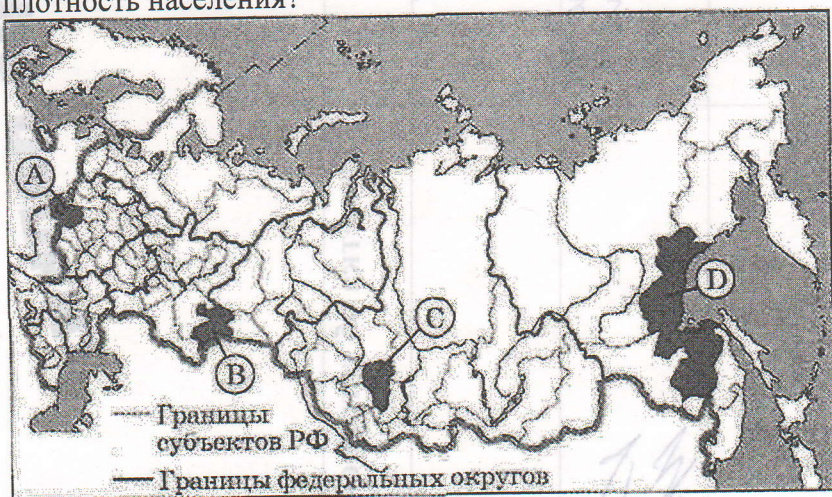 плотность населения?
A
B
C
D
Границы
субъектов РФ
Границы федеральных округов